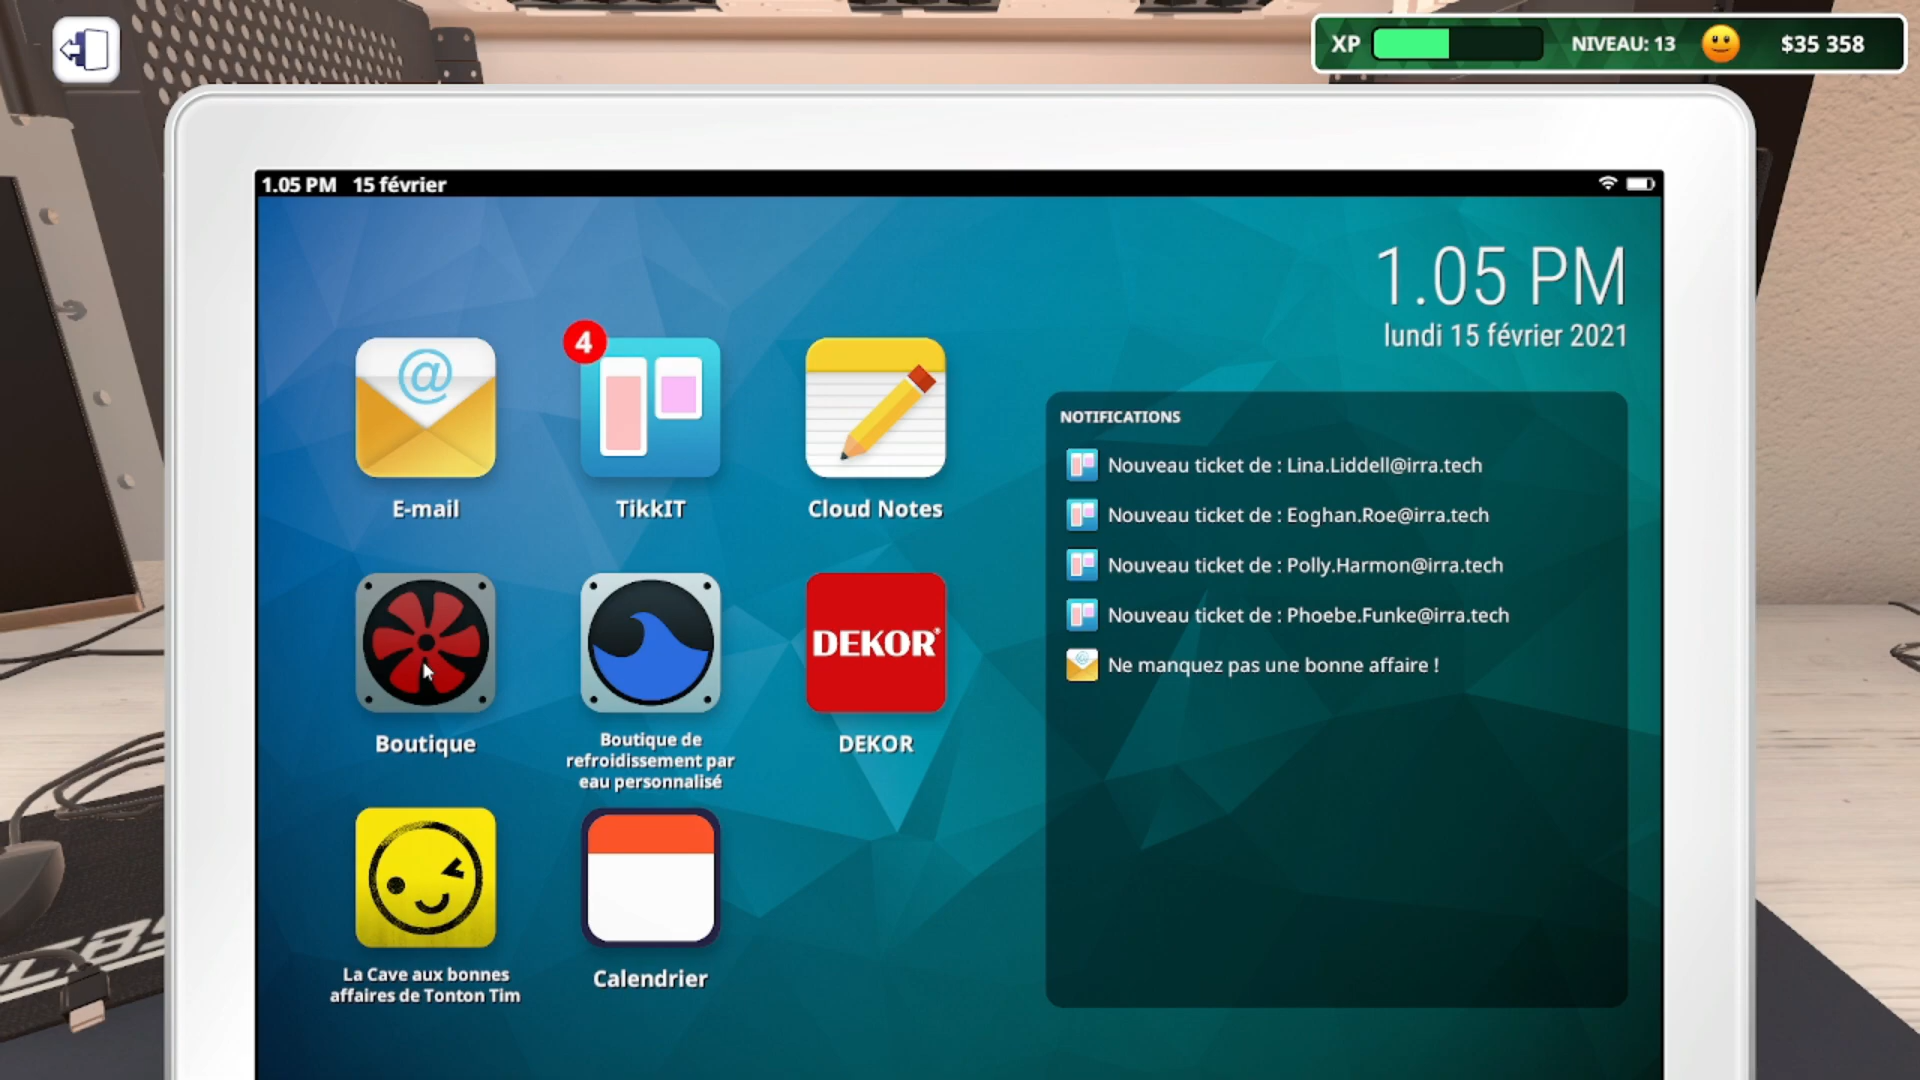 XP NIVEAU: 13 $35 358
1.05 PM 15 février
1.05 PM
lundi 15 février 2021
4
@
E-mail
TikkIT
Cloud Notes
Boutique
Boutique de
refroidissement par
eau personnalisé
DEKOR®
DEKOR
La Cave aux bonnes
affaires de Tonton Tim
Calendrier
NOTIFICATIONS
Nouveau ticket de : Lina.Liddell@irra.tech
Nouveau ticket de : Eoghan.Roe@irra.tech
Nouveau ticket de : Polly.Harmon@irra.tech
Nouveau ticket de : Phoebe.Funke@irra.tech
Ne manquez pas une bonne affaire !